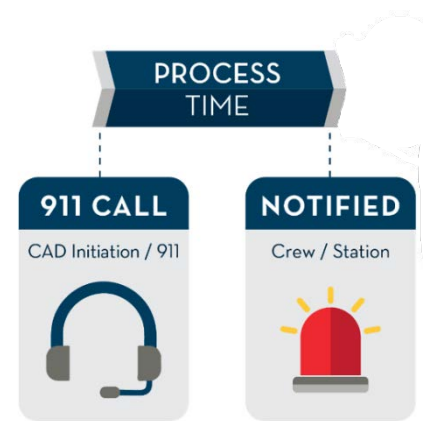 PROCESS
TIME
911 CALL
CAD Initiation / 911
NOTIFIED
Crew / Station